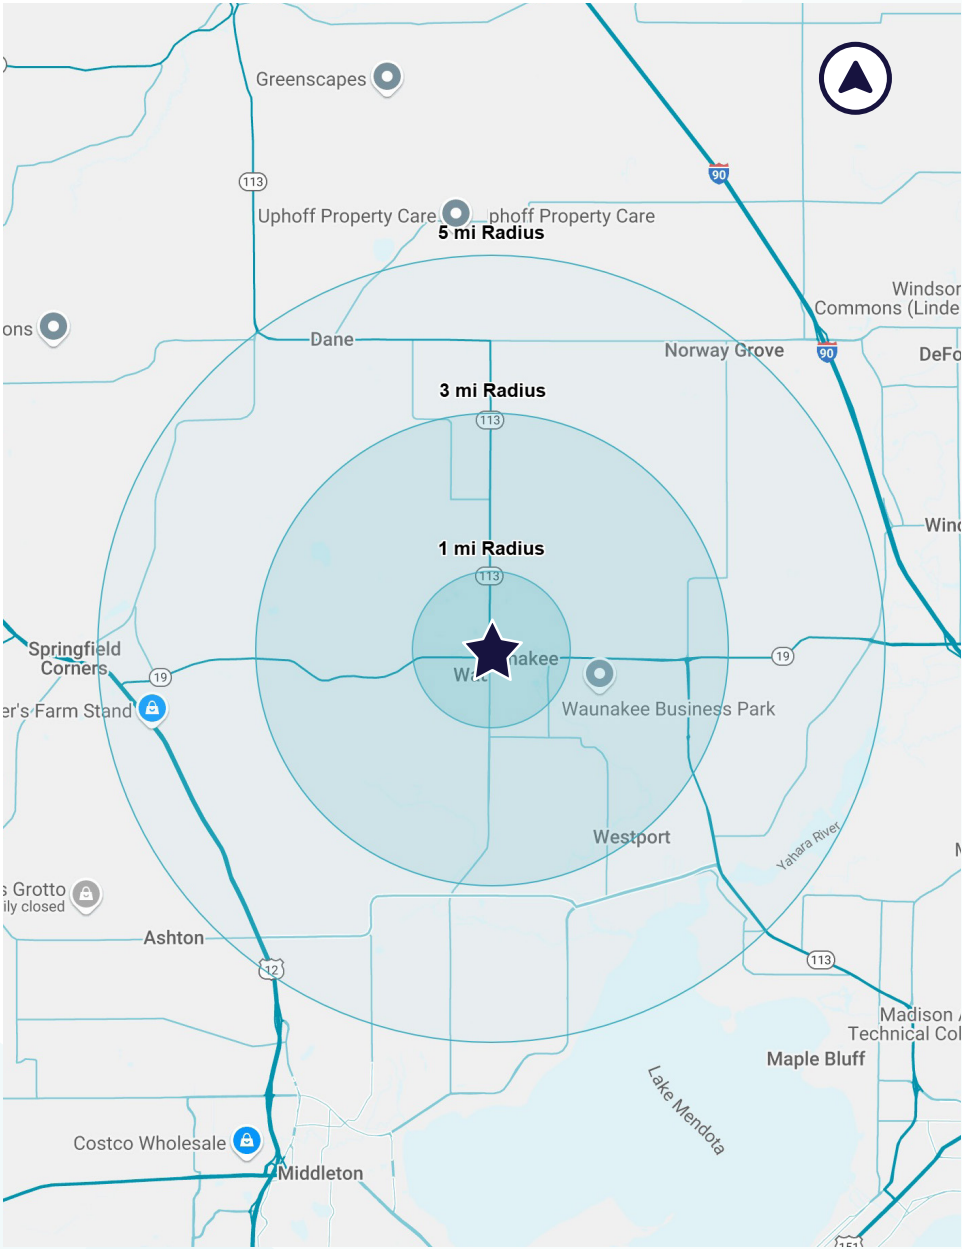 Greenscapes
90
113
Uphoff Property Care
phoff Property Care
5 mi Radius
Windsor
Commons (Linde
ons
Dane
Norway Grove
90
DeFo
3 mi Radius
113
Wind
1 mi Radius
113
Springfield
Corners
nakee
19
Wa
19
er's Farm Stand
Waunakee Business Park
Westport
Yahara River
s Grotto
ily closed
Ashton
12
113
Madison A
Technical Col
Maple Bluff
Lake Mendota
Costco Wholesale
Middleton
151